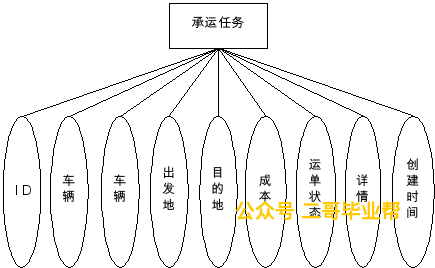 承运任务
ID
车辆
车辆
出发地
目的地
成本
运单状态
详情
创建时间
公众号 二哥毕业帮